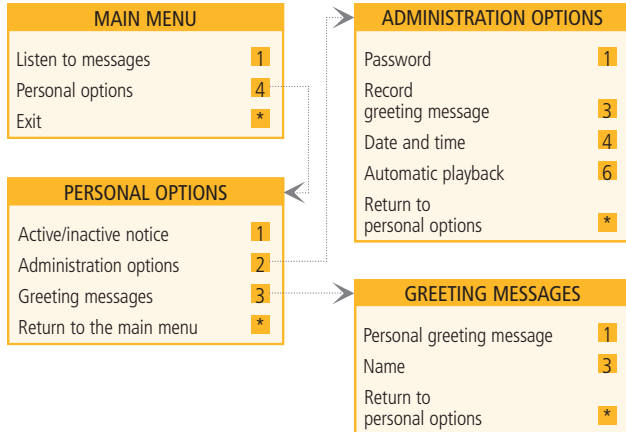 MAIN MENU
Listen to messages 1
Personal options 4
Exit *
PERSONAL OPTIONS
Active/inactive notice 1
Administration options 2
Greeting messages 3
Return to the main menu *
ADMINISTRATION OPTIONS
Password 1
Record
greeting message 3
Date and time 4
Automatic playback 6
Return to
personal options *
GREETING MESSAGES
Personal greeting message 1
Name 3
Return to
personal options *